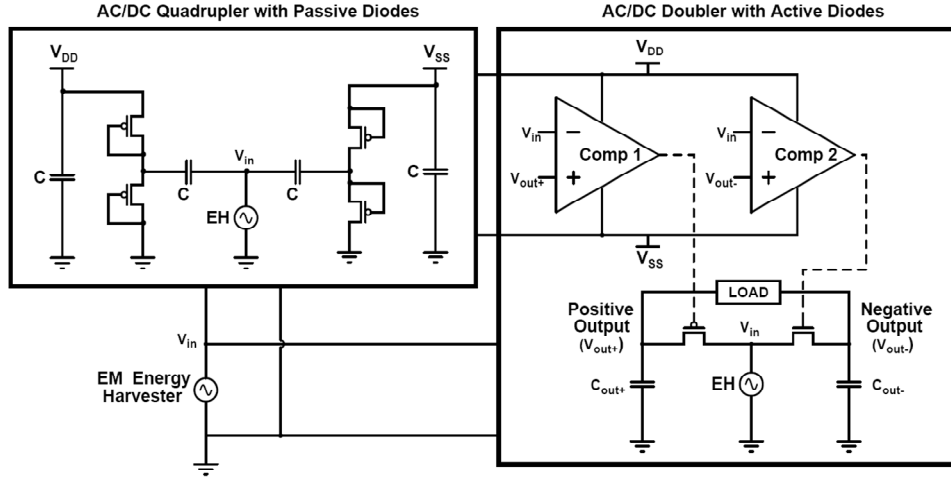 AC/DC Quadrupler with Passive Diodes
AC/DC Doubler with Active Diodes
VDD
VSS
C
C
Vin
C
C
EH
VDD
Vin
−
Comp 1
Vout+
+
Vin
−
Comp 2
Vout-
+
VSS
LOAD
Positive
Output
(Vout+)
Vin
Negative
Output
(Vout-)
Cout+
EH
Cout-
Vin
EM Energy
Harvester